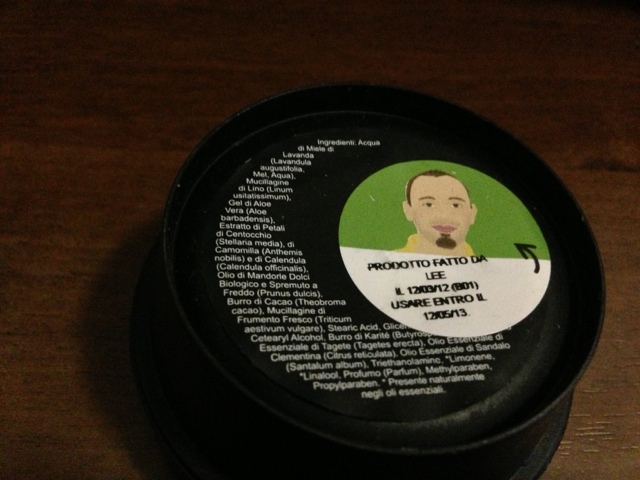 Ingredienti: Acqua
di Miele di
Lavanda
(Lavandula
augustifolia,
Mel, Aqua),
Mucillagine
di Lino (Linum
usitatissimum),
Gel di Aloe
Vera (Aloe
barbadensis),
Estratto di Petali
di Centocchio
(Stellaria media), di
Camomilla (Anthemis
nobilis) e di Calendula
(Calendula officinalis),
Olio di Mandorle Dolci
Biologico e Spremuto a
Freddo (Prunus dulcis),
Burro di Cacao (Theobroma
cacao), Mucillagine di
Frumento Fresco (Triticum
aestivum vulgare), Stearic Acid,
Cetearyl Alcohol, Burro di Karité
Essenziale di Tagete (Tagetes erecta), Olio Essenziale di
Clementina (Citrus reticulata), Olio Essenziale di Sandalo
(Santalum album), Triethanolaminc, *Limonene,
*Linalool, Profumo (Parfum), Methylparaben,
Propylparaben. * Presente naturalmente
negli oli essenziali.
PRODOTTO FATTO DA
LEE
IL 12/03/12 (B01)
USARE ENTRO IL
12/05/13.